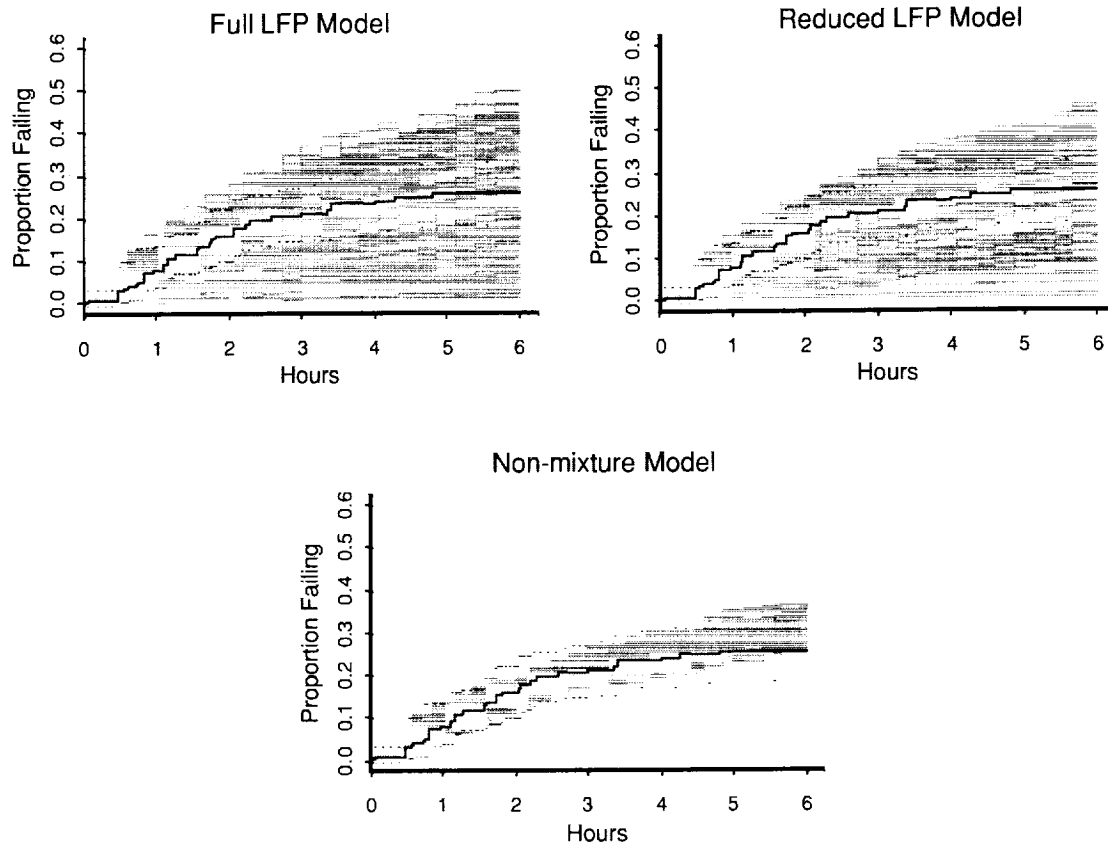 Full LFP Model
Proportion Failing
0.0 0.1 0.2 0.3 0.4 0.5 0.6
0 1 2 3 4 5 6
Hours
Reduced LFP Model
Proportion Failing
0.0 0.1 0.2 0.3 0.4 0.5 0.6
0 1 2 3 4 5 6
Hours
Non-mixture Model
Proportion Failing
0.0 0.1 0.2 0.3 0.4 0.5 0.6
0 1 2 3 4 5 6
Hours